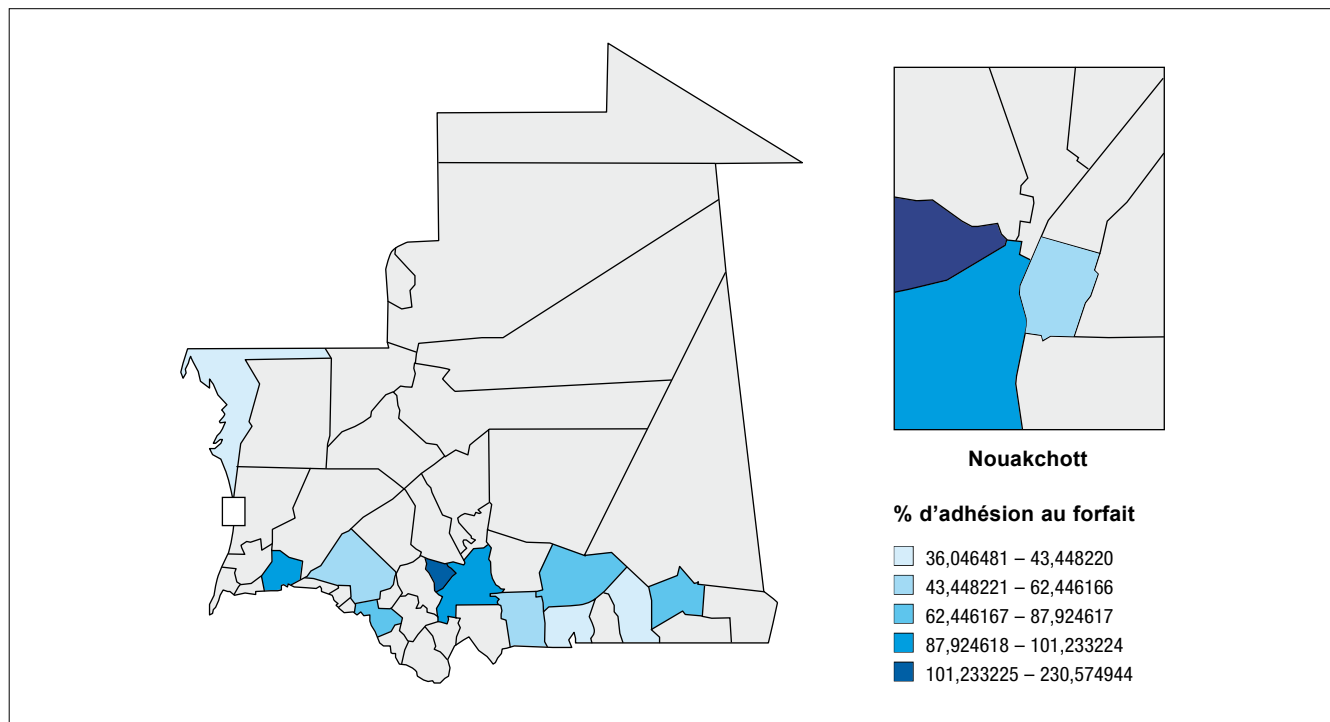 Nouakchott
% d’adhésion au forfait
36,046481 – 43,448220
43,448221 – 62,446166
62,446167 – 87,924617
87,924618 – 101,233224
101,233225 – 230,574944